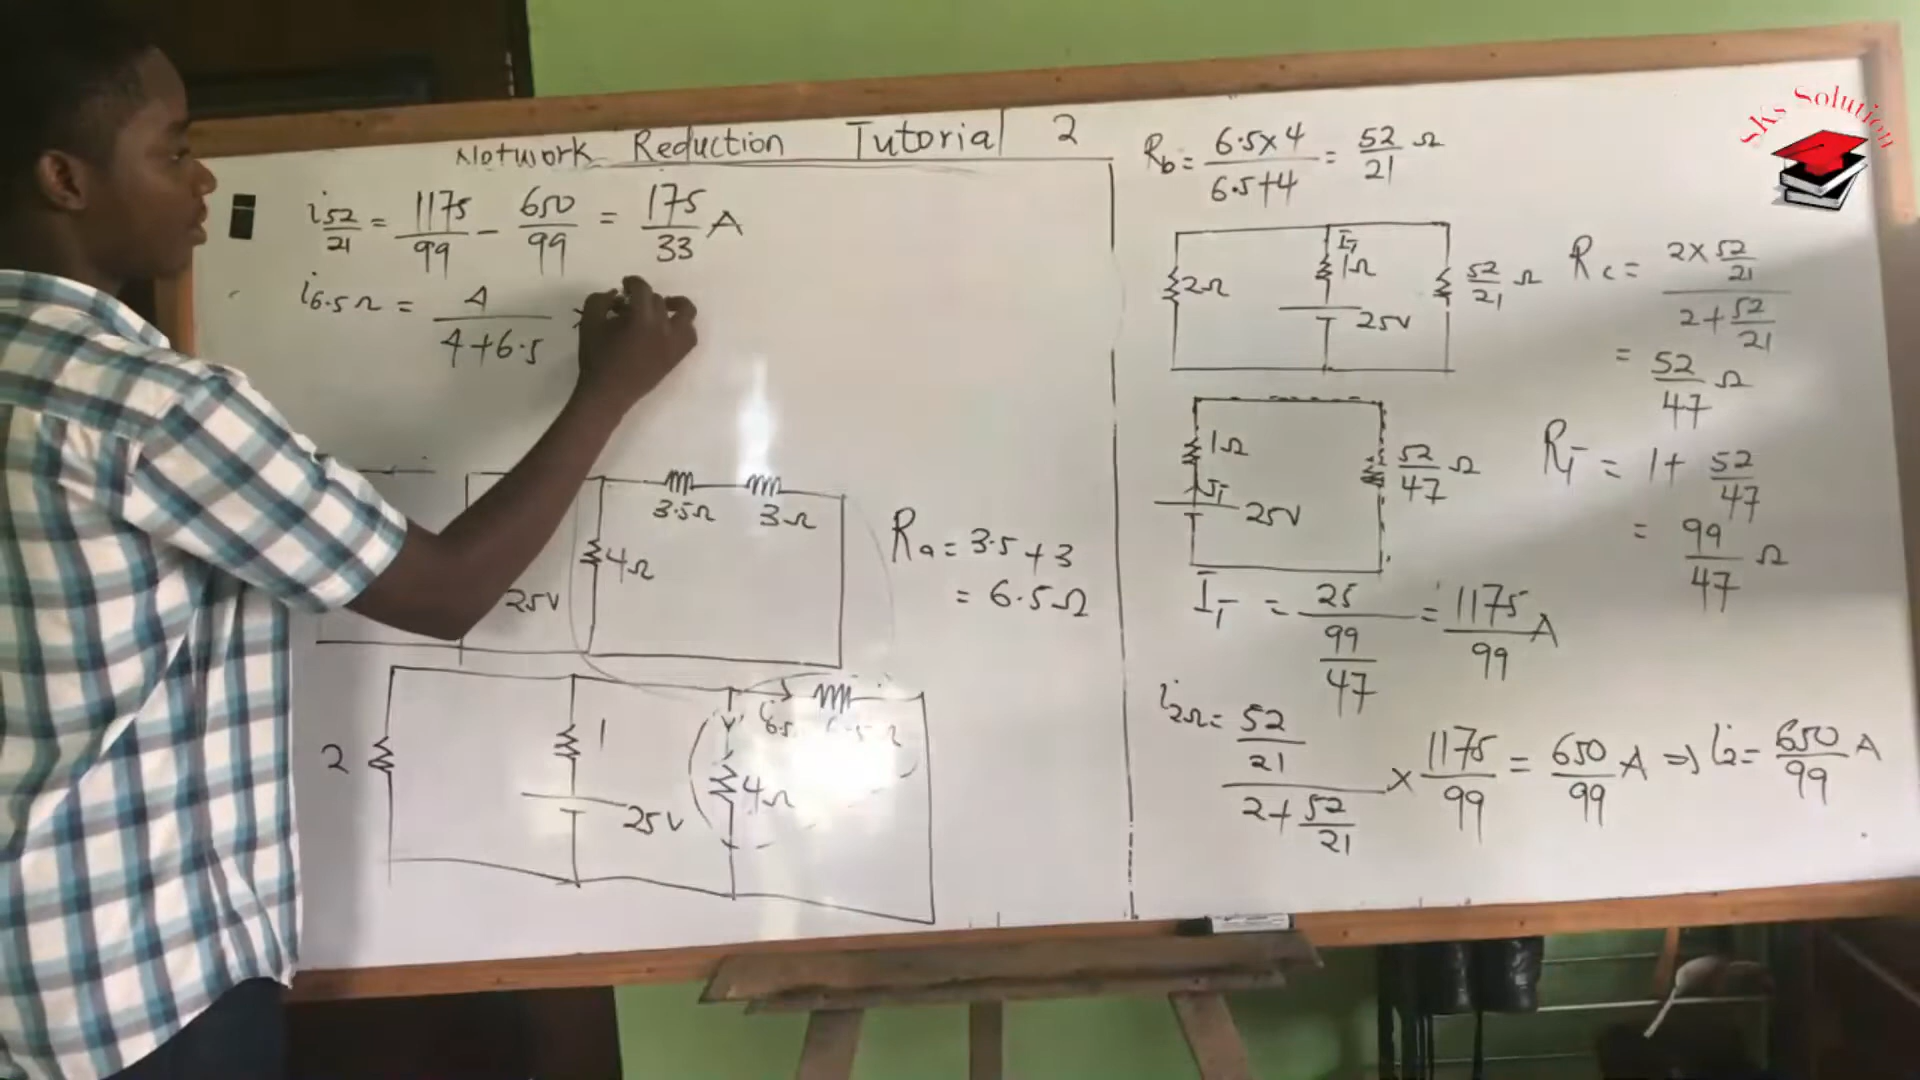 Network Reduction Tutorial 2
i52/21 = 1175/99 - 650/99 = 175/33 A
i6.5Ω = 4/(4+6.5) ×
3.5Ω 3Ω
4Ω
25V
Ra = 3.5+3
= 6.5Ω
2
1
25V
4Ω
Rb = (6.5×4)/(6.5+4) = 52/21 Ω
2Ω
IT
1Ω
25V
52/21 Ω
Rc = (2×52/21)/(2+52/21)
= 52/47 Ω
1Ω
IT
25V
52/47 Ω
RT = 1+ 52/47
= 99/47 Ω
IT = 25/(99/47) = 1175/99 A
i2Ω = (52/21)/(2+52/21) × 1175/99 = 650/99 A ⇒ i2 = 650/99 A
SKs Solution